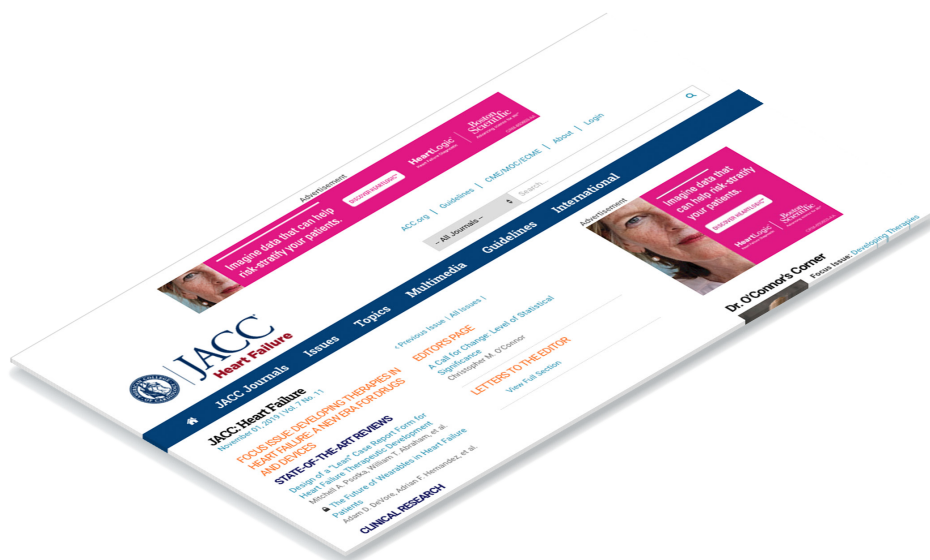 Advertisement
Imagine data that can help
risk-stratify your patients.
DISCOVER HEARTLOGIC™
HeartLogic™
Boston
Scientific
ACC.org | Guidelines | CME/MOC/ECME | About | Login
– All Journals –
Search...
JACC
Heart Failure
JACC Journals
Issues
Topics
Multimedia
Guidelines
International
JACC: Heart Failure
November 01, 2019 | Vol. 7 No. 11
‹ Previous Issue | All Issues |
FOCUS ISSUE: DEVELOPING THERAPIES IN
HEART FAILURE: A NEW ERA FOR DRUGS
AND DEVICES
STATE-OF-THE-ART REVIEWS
Design of a "Lean" Case Report Form for
Heart Failure Therapeutic Development
Mitchell A. Psotka, William T. Abraham, et al.
The Future of Wearables in Heart Failure
Patients
Adam D. DeVore, Adrian F. Hernandez, et al.
CLINICAL RESEARCH
EDITOR'S PAGE
A Call for Change: Level of Statistical
Significance
Christopher M. O'Connor
LETTERS TO THE EDITOR
View Full Section
Advertisement
Imagine data that
can help risk-stratify
your patients.
DISCOVER HEARTLOGIC™
HeartLogic™
Boston
Scientific
Dr. O'Connor's Corner
Focus Issue: Developing Therapies